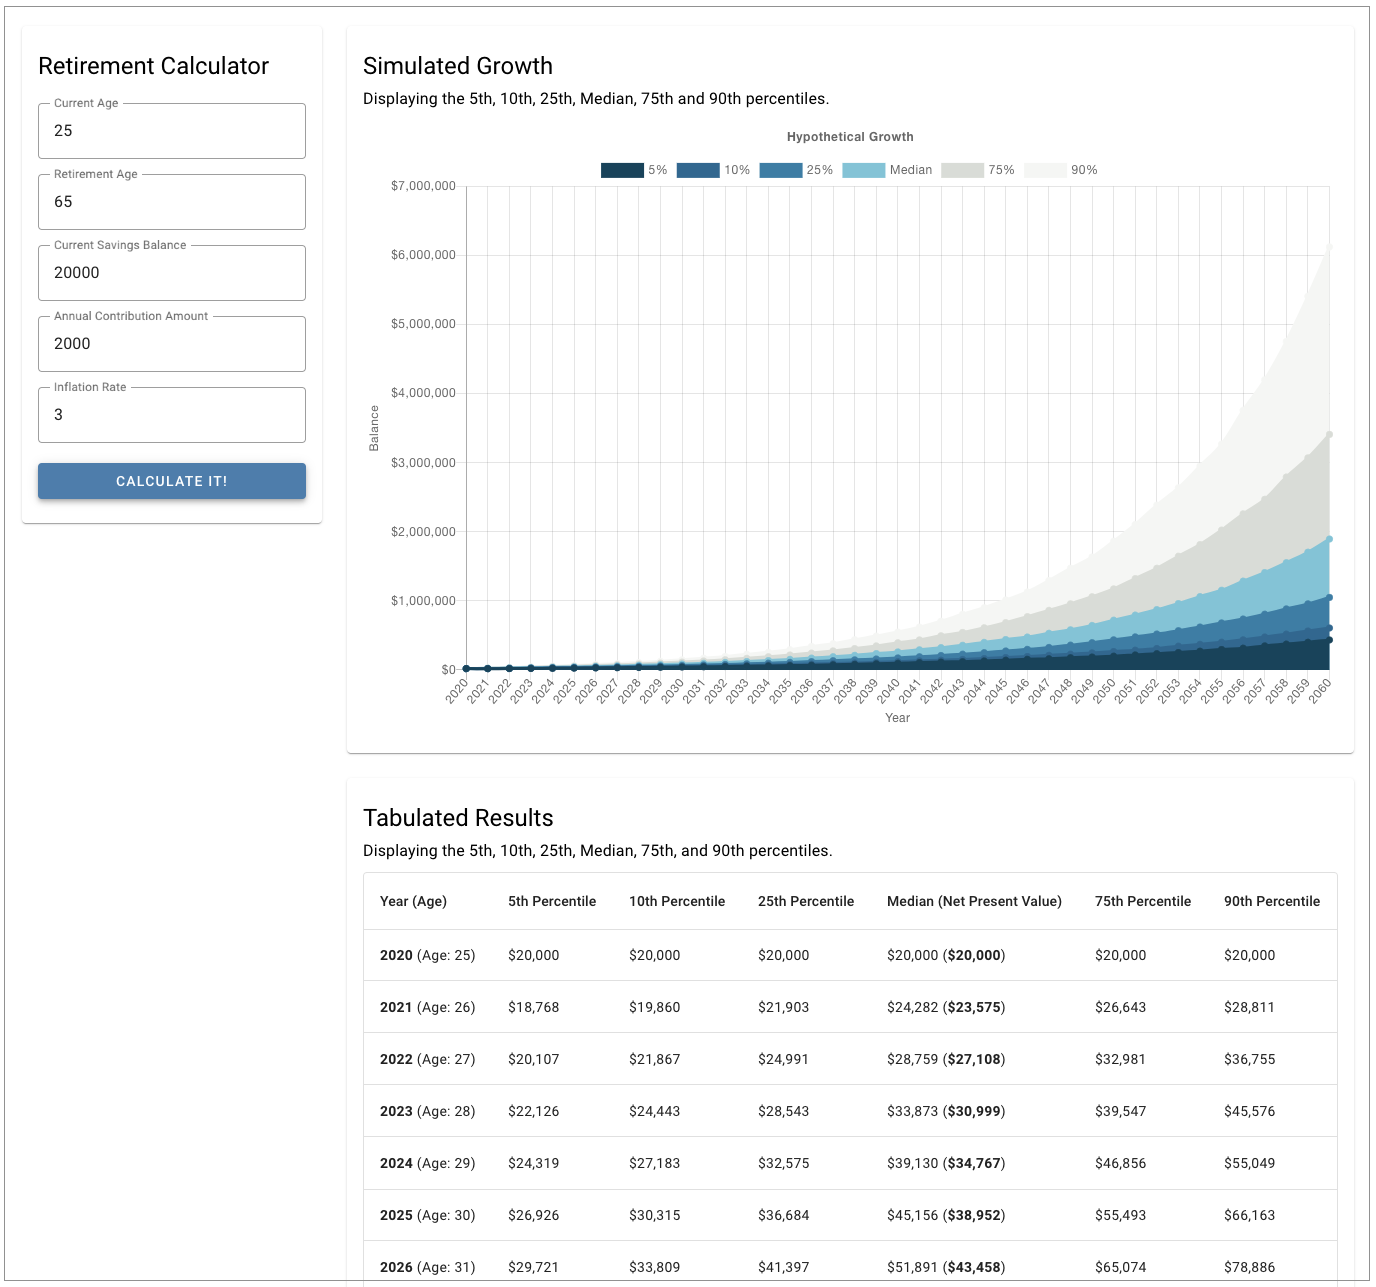 Retirement Calculator
Current Age
25
Retirement Age
65
Current Savings Balance
20000
Annual Contribution Amount
2000
Inflation Rate
3
CALCULATE IT!
Simulated Growth
Displaying the 5th, 10th, 25th, Median, 75th and 90th percentiles.
Hypothetical Growth
5% 10% 25% Median 75% 90%
$7,000,000
$6,000,000
$5,000,000
$4,000,000
$3,000,000
$2,000,000
$1,000,000
$0
Balance
2020 2021 2022 2023 2024 2025 2026 2027 2028 2029 2030 2031 2032 2033 2034 2035 2036 2037 2038 2039 2040 2041 2042 2043 2044 2045 2046 2047 2048 2049 2050 2051 2052 2053 2054 2055 2056 2057 2058 2059 2060
Year
Tabulated Results
Displaying the 5th, 10th, 25th, Median, 75th, and 90th percentiles.
Year (Age) 5th Percentile 10th Percentile 25th Percentile Median (Net Present Value) 75th Percentile 90th Percentile
2020 (Age: 25) $20,000 $20,000 $20,000 $20,000 ($20,000) $20,000 $20,000
2021 (Age: 26) $18,768 $19,860 $21,903 $24,282 ($23,575) $26,643 $28,811
2022 (Age: 27) $20,107 $21,867 $24,991 $28,759 ($27,108) $32,981 $36,755
2023 (Age: 28) $22,126 $24,443 $28,543 $33,873 ($30,999) $39,547 $45,576
2024 (Age: 29) $24,319 $27,183 $32,575 $39,130 ($34,767) $46,856 $55,049
2025 (Age: 30) $26,926 $30,315 $36,684 $45,156 ($38,952) $55,493 $66,163
2026 (Age: 31) $29,721 $33,809 $41,397 $51,891 ($43,458) $65,074 $78,886